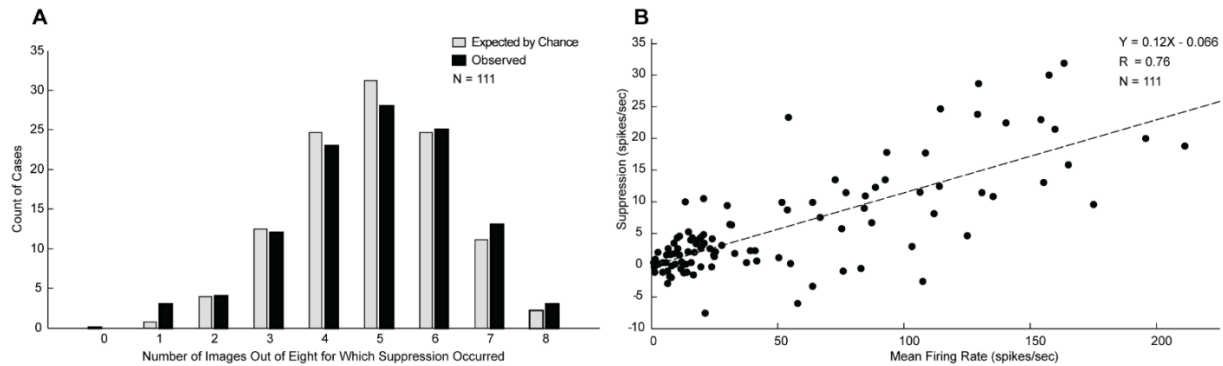 A
Expected by Chance
Observed
N = 111
35
30
25
20
15
10
5
0
Count of Cases
0 1 2 3 4 5 6 7 8
Number of Images Out of Eight for Which Suppression Occurred
B
Y = 0.12X - 0.066
R = 0.76
N = 111
35
30
25
20
15
10
5
0
-5
-10
Suppression (spikes/sec)
0 50 100 150 200
Mean Firing Rate (spikes/sec)